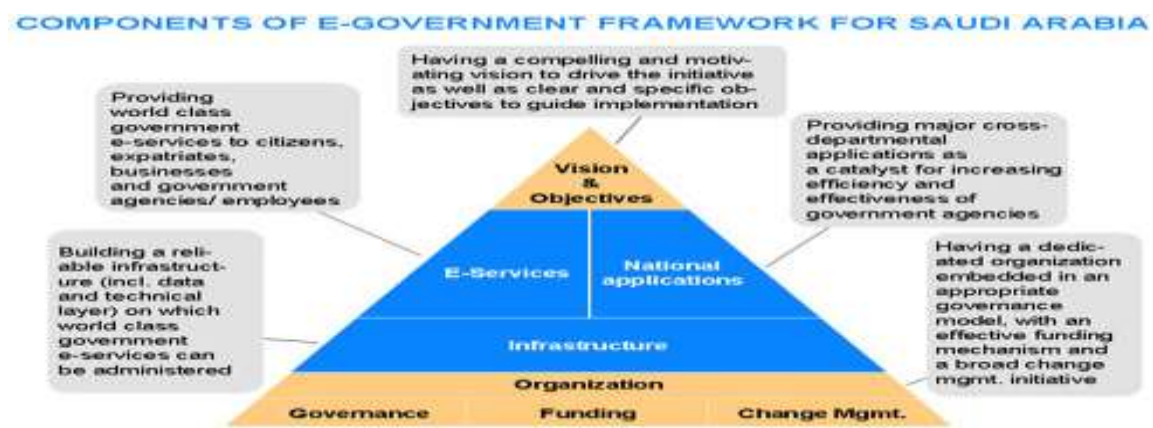 COMPONENTS OF E-GOVERNMENT FRAMEWORK FOR SAUDI ARABIA
Having a compelling and motiv-
ating vision to drive the initiative
as well as clear and specific ob-
jectives to guide implementation
Providing
world class
government
e-services to citizens,
expatriates,
businesses
and government
agencies/ employees
Providing major cross-
departmental
applications as
a catalyst for increasing
efficiency and
effectiveness of
government agencies
Vision
&
Objectives
Building a reli-
able infrastruct-
ure (incl. data
and technical
layer) on which
world class
government
e-services can
be administered
E-Services
National
applications
Having a dedic-
ated organization
embedded in an
appropriate
governance
model, with an
effective funding
mechanism and
a broad change
mgmt. initiative
Infrastructure
Organization
Governance
Funding
Change Mgmt.